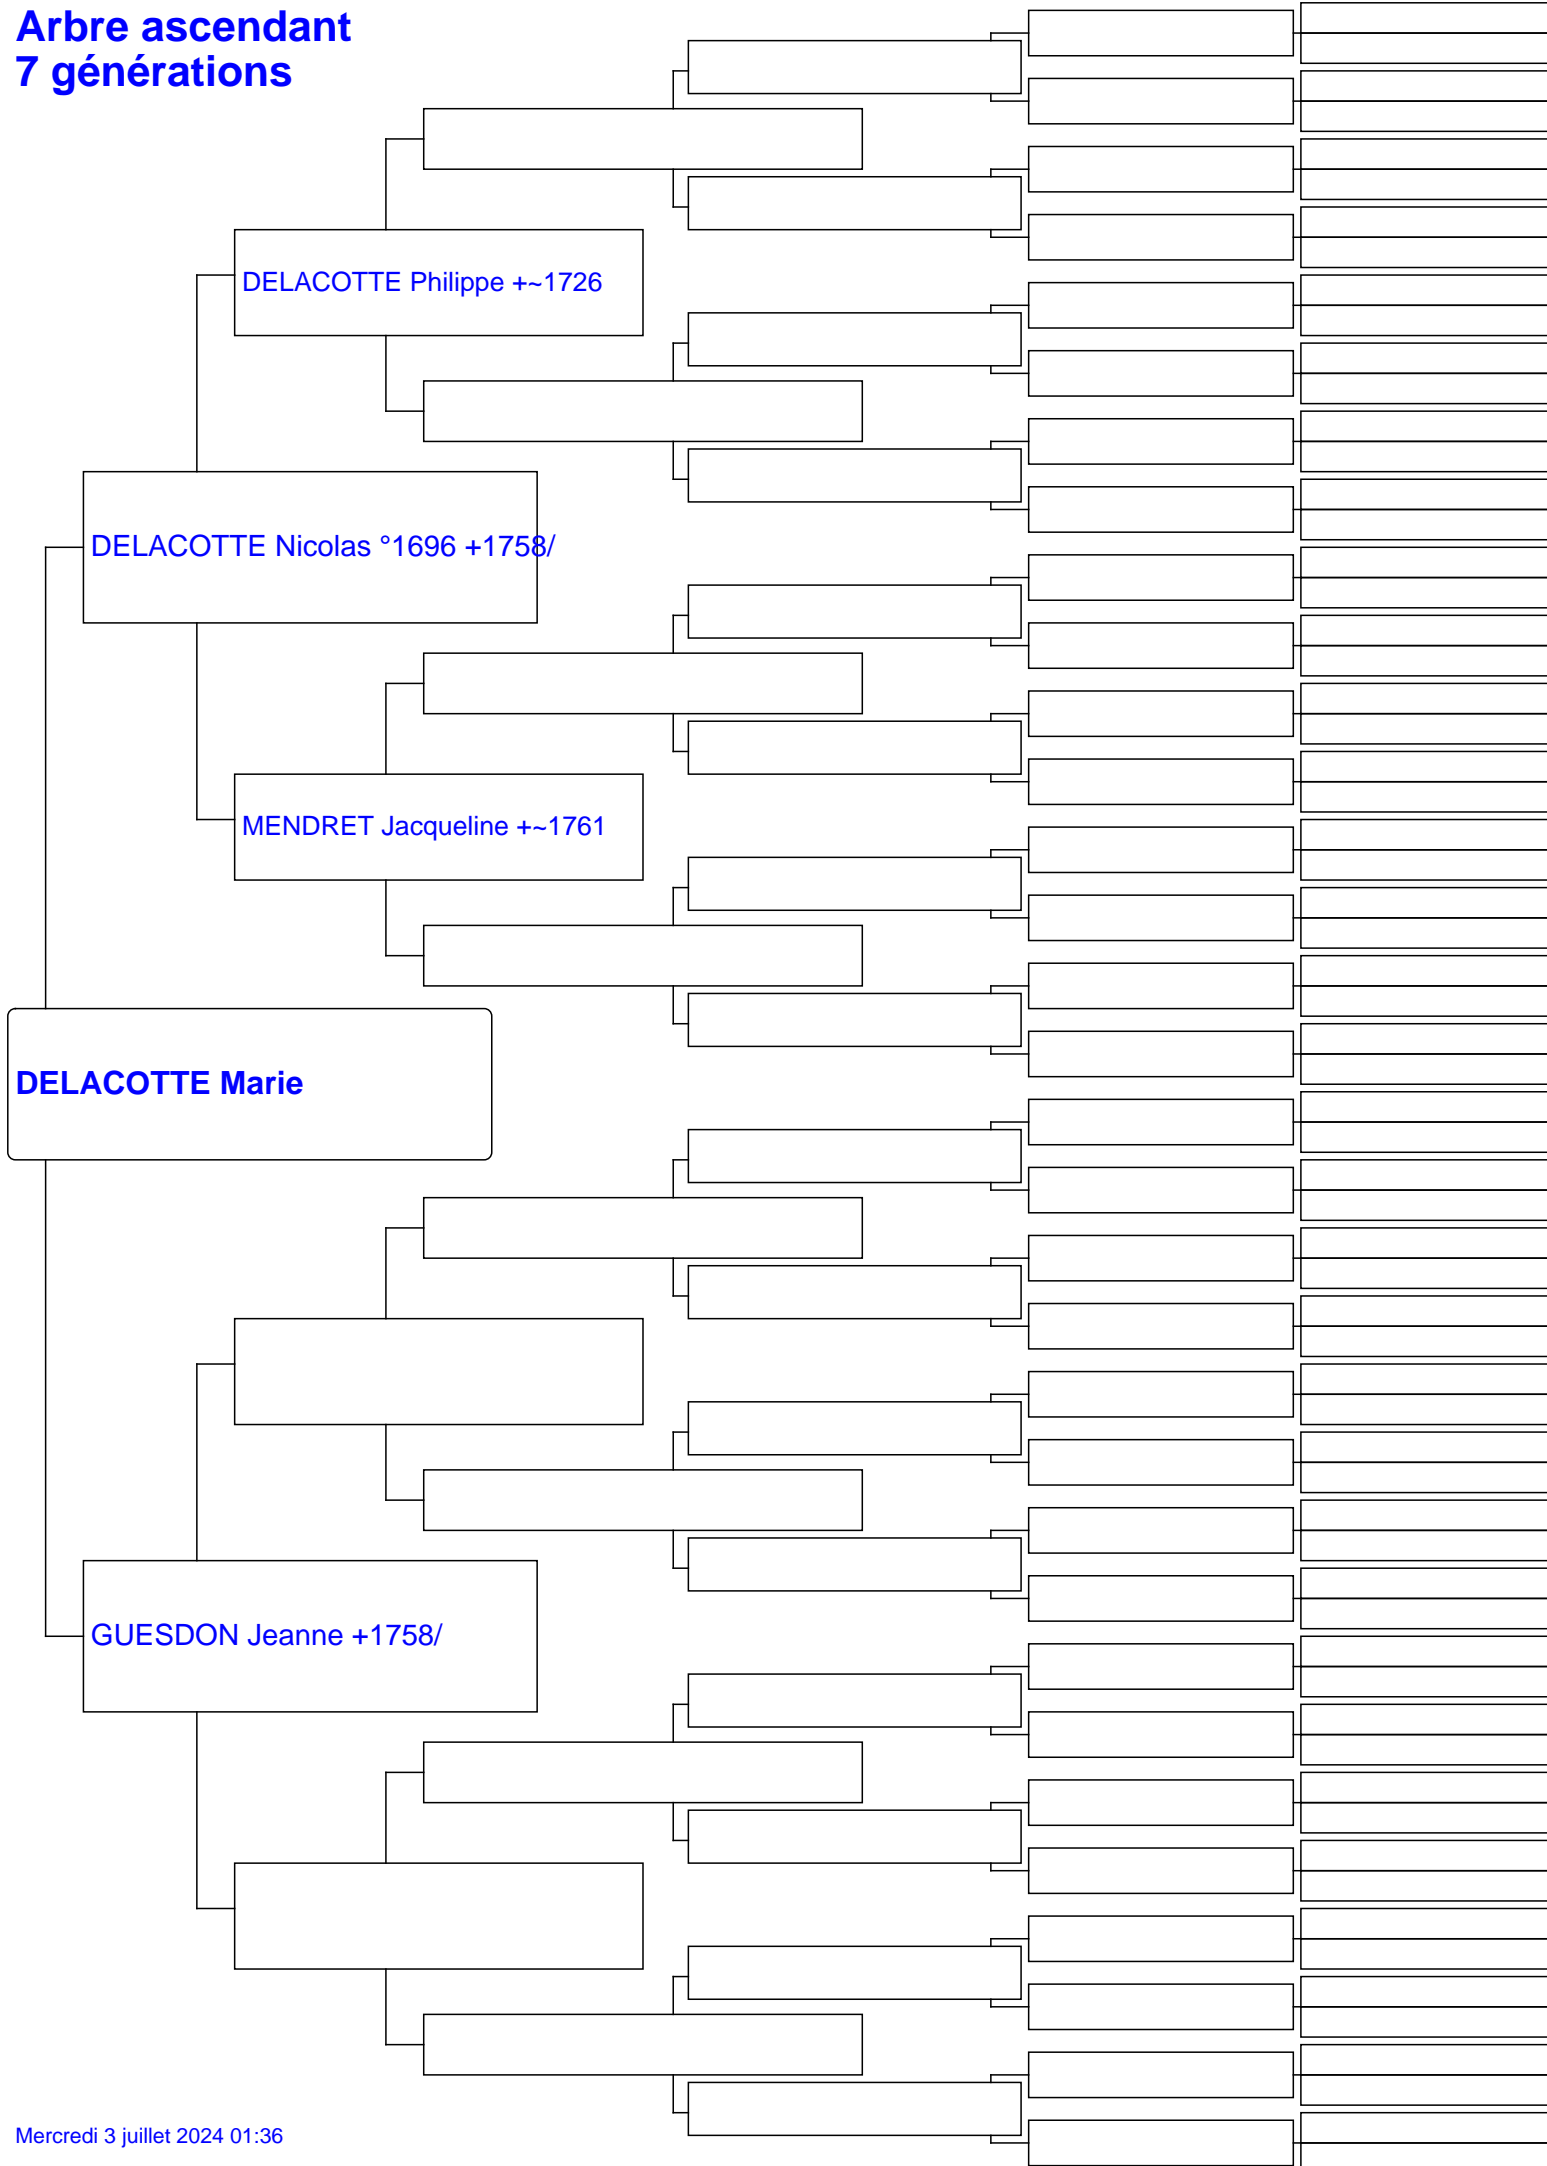 Arbre ascendant
7 générations
DELACOTTE Philippe +~1726
DELACOTTE Nicolas °1696 +1758/
MENDRET Jacqueline +~1761
DELACOTTE Marie
GUESDON Jeanne +1758/
Mercredi 3 juillet 2024 01:36